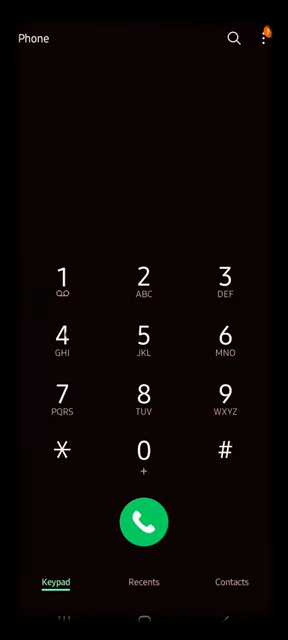 Phone
1 2 3
ABC DEF
4 5 6
GHI JKL MNO
7 8 9
PQRS TUV WXYZ
* 0 #
+
Keypad Recents Contacts